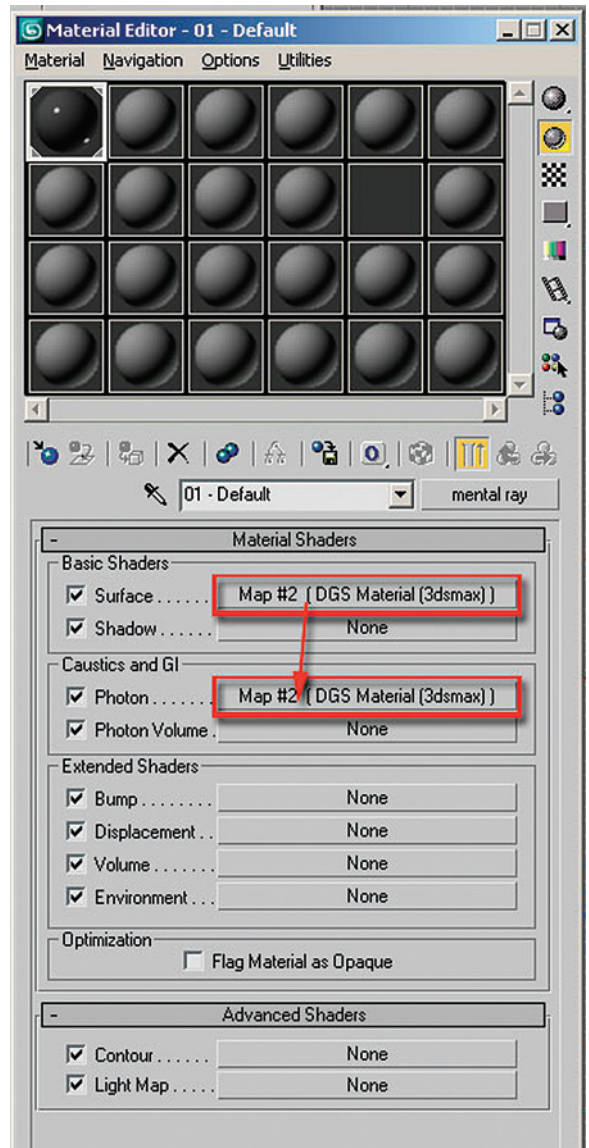 Material Editor - 01 - Default
Material Navigation Options Utilities
01 - Default mental ray
- Material Shaders
Basic Shaders
Surface . . . . . . Map #2 ( DGS Material (3dsmax) )
Shadow . . . . . . None
Caustics and GI
Photon . . . . . . . Map #2 ( DGS Material (3dsmax) )
Photon Volume . None
Extended Shaders
Bump . . . . . . . . None
Displacement . . None
Volume . . . . . . . None
Environment . . . None
Optimization
Flag Material as Opaque
- Advanced Shaders
Contour . . . . . . None
Light Map . . . . . None